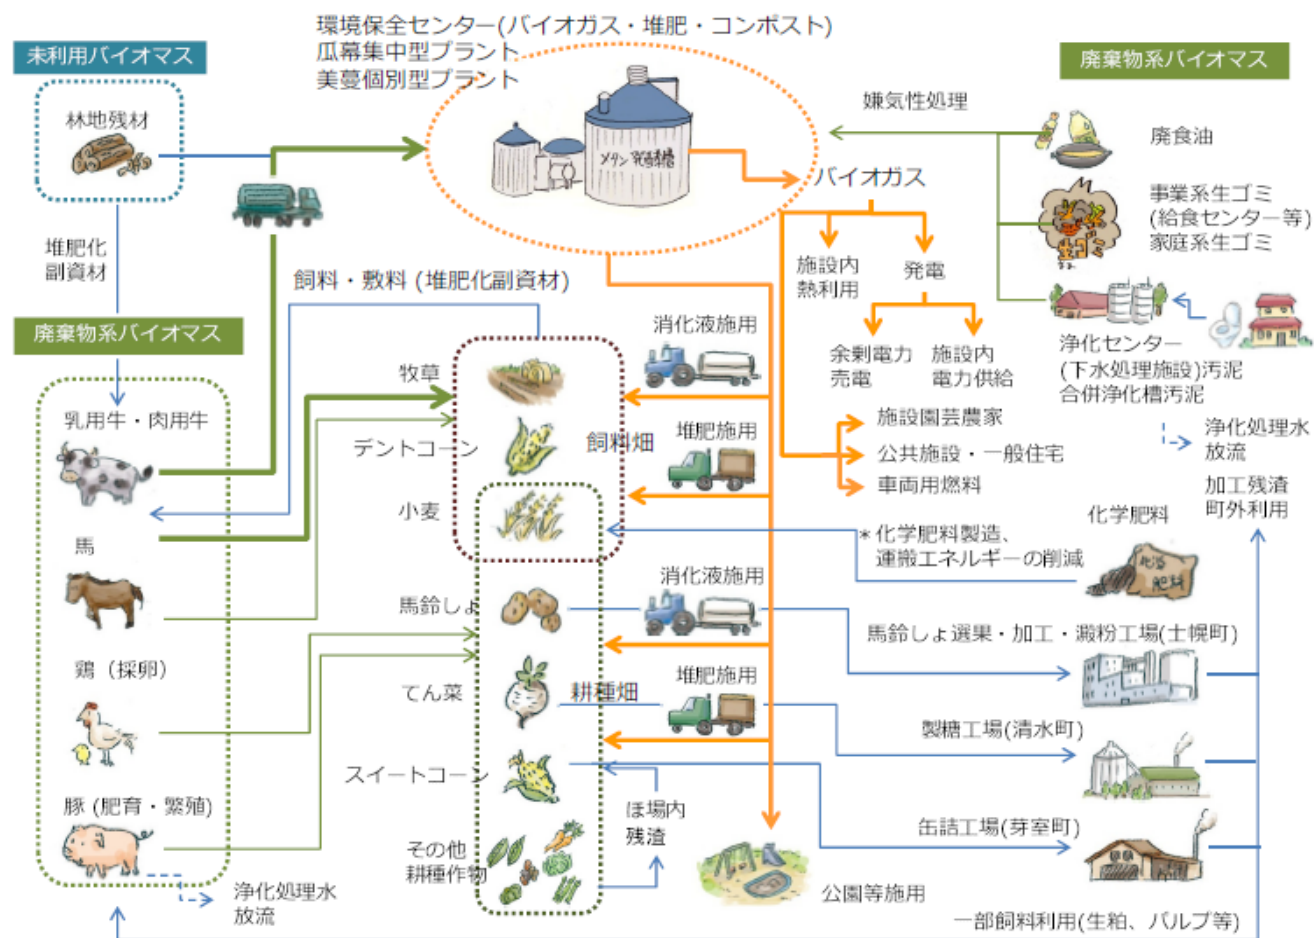 環境保全センター(バイオガス・堆肥・コンポスト)
瓜幕集中型プラント
美蔓個別型プラント
未利用バイオマス
林地残材
堆肥化
副資材
メタン発酵槽
バイオガス
嫌気性処理
廃棄物系バイオマス
廃食油
事業系生ゴミ
(給食センター等)
家庭系生ゴミ
生ゴミ
浄化センター
(下水処理施設)汚泥
合併浄化槽汚泥
浄化処理水
放流
施設内
熱利用
発電
余剰電力
売電
施設内
電力供給
施設園芸農家
公共施設・一般住宅
車両用燃料
飼料・敷料 (堆肥化副資材)
廃棄物系バイオマス
乳用牛・肉用牛
馬
鶏（採卵）
豚 (肥育・繁殖)
浄化処理水
放流
牧草
デントコーン
小麦
飼料畑
消化液施用
堆肥施用
馬鈴しょ
てん菜
スイートコーン
その他
耕種作物
耕種畑
消化液施用
堆肥施用
ほ場内
残渣
公園等施用
＊化学肥料製造、
運搬エネルギーの削減
化学肥料
加工残渣
町外利用
馬鈴しょ選果・加工・澱粉工場(士幌町)
製糖工場(清水町)
缶詰工場(芽室町)
一部飼料利用(生粕、パルプ等)